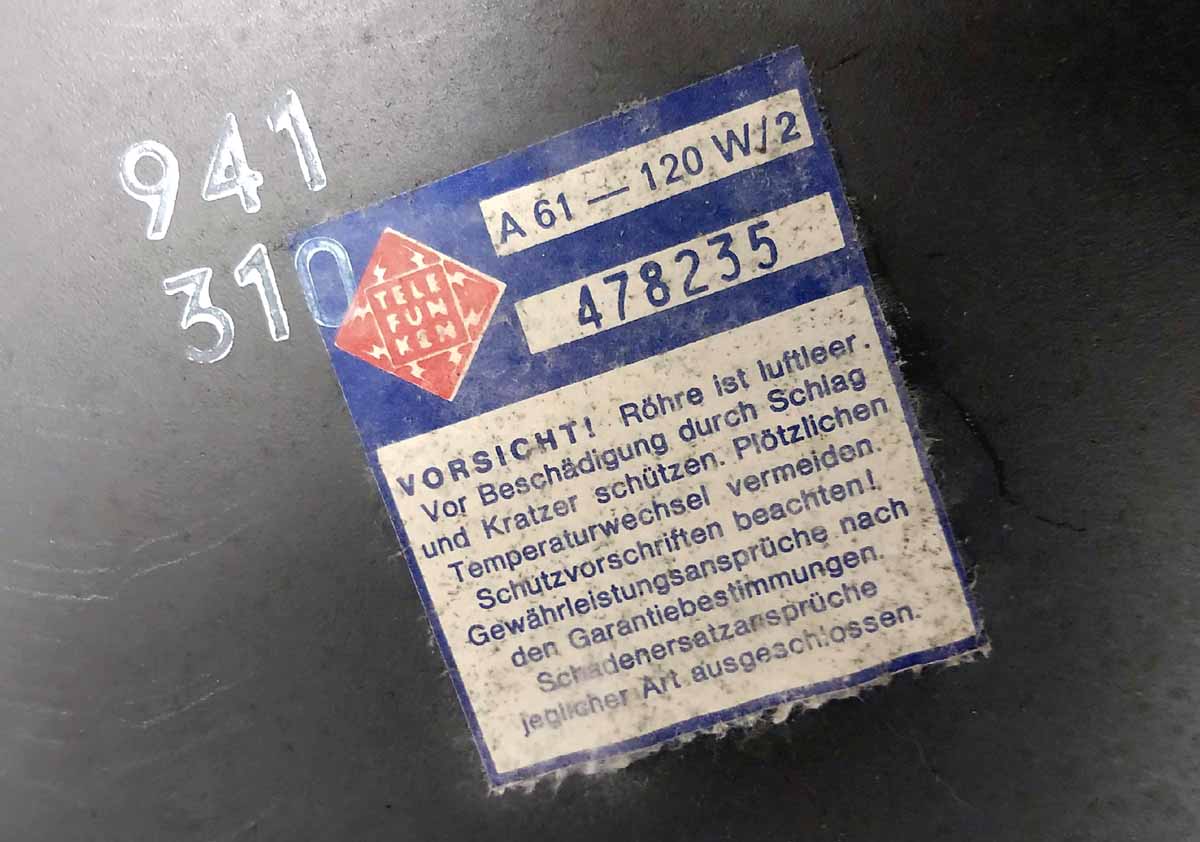 941
310
TELE
FUN
KEN
A 61 — 120 W/2
478235
VORSICHT! Röhre ist luftleer.
Vor Beschädigung durch Schlag
und Kratzer schützen. Plötzlichen
Temperaturwechsel vermeiden.
Schutzvorschriften beachten!
Gewährleistungsansprüche nach
den Garantiebestimmungen.
Schadenersatzansprüche
jeglicher Art ausgeschlossen.